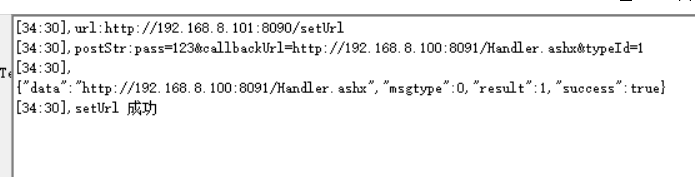 [34:30],url:http://192.168.8.101:8090/setUrl
[34:30],postStr:pass=123&callbackUrl=http://192.168.8.100:8091/Handler.ashx&typeId=1
[34:30],
{"data":"http://192.168.8.100:8091/Handler.ashx","msgtype":0,"result":1,"success":true}
[34:30],setUrl 成功